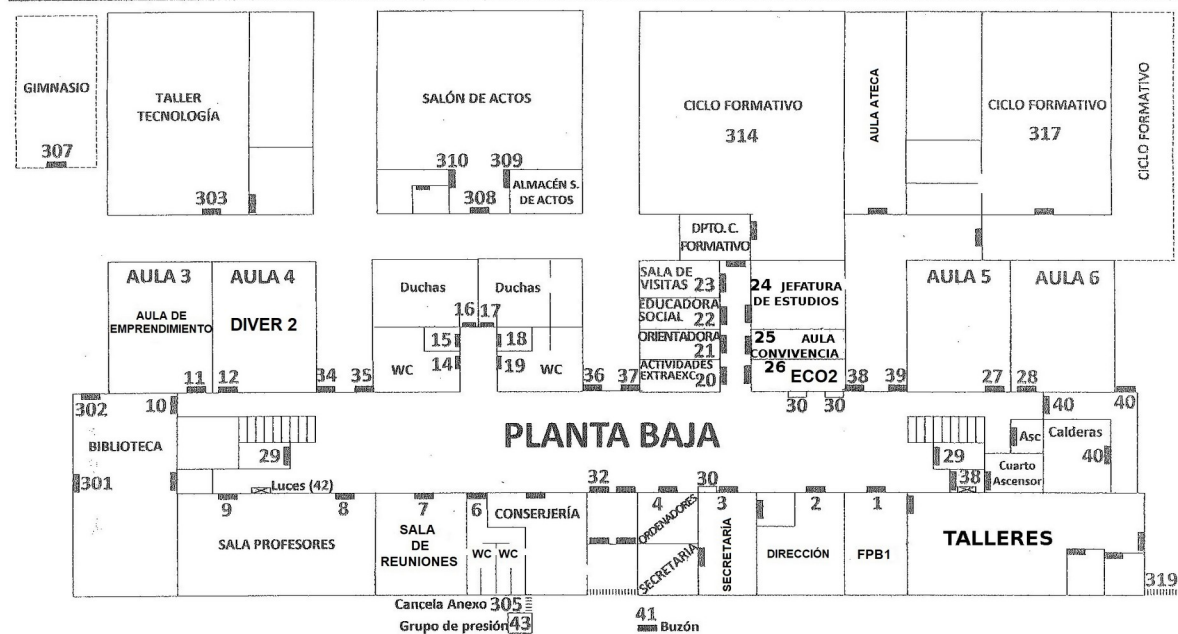 GIMNASIO
307
TALLER
TECNOLOGÍA
303
SALÓN DE ACTOS
310
309
308
ALMACÉN S.
DE ACTOS
CICLO FORMATIVO
314
AULA ATECA
CICLO FORMATIVO
317
CICLO FORMATIVO
DPTO. C.
FORMATIVO
AULA 3
AULA DE
EMPRENDIMIENTO
11
AULA 4
DIVER 2
12
34
35
Duchas
Duchas
16
17
15
14
WC
18
19
WC
36
37
SALA DE
VISITAS
23
EDUCADORA
SOCIAL
22
ORIENTADORA
21
ACTIVIDADES
EXTRAEXC.
20
24 JEFATURA
DE ESTUDIOS
25 AULA
CONVIVENCIA
26
ECO2
30
30
38
39
AULA 5
27
AULA 6
28
302
10
BIBLIOTECA
301
29
Luces (42)
PLANTA BAJA
29
38
Asc
Cuarto
Ascensor
40
Calderas
40
40
9
8
SALA PROFESORES
7
SALA
DE
REUNIONES
6
CONSERJERÍA
WC
WC
32
4
ORDENADORES
SECRETARIA
30
3
SECRETARÍA
2
DIRECCIÓN
1
FPB1
TALLERES
319
Cancela Anexo 305
Grupo de presión 43
41
Buzón